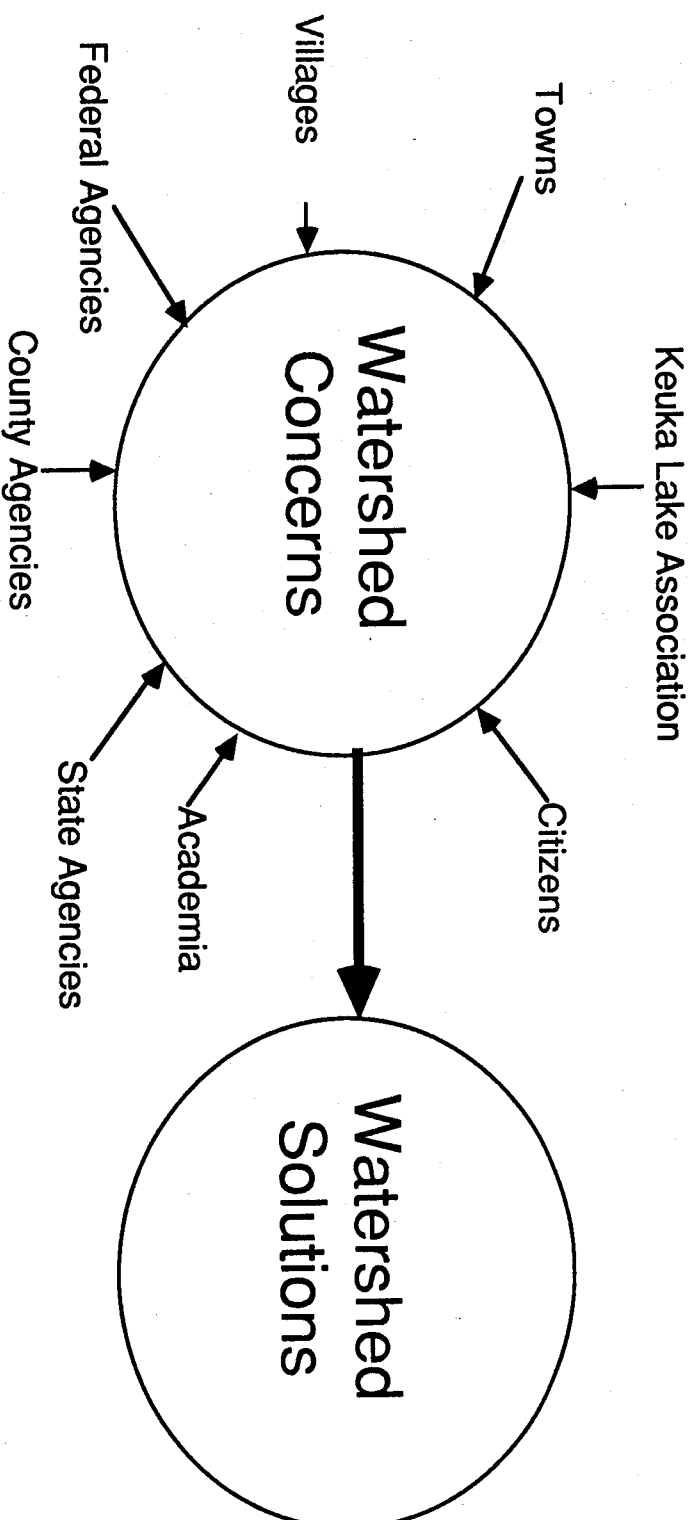 Keuka Lake Association
Towns
Citizens
Watershed
Concerns
Watershed
Solutions
Villages
Academia
Federal Agencies
State Agencies
County Agencies